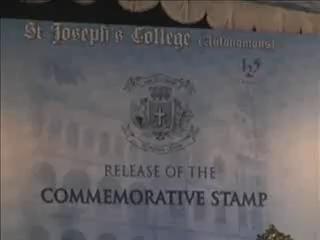 St Joseph's College (Autonomous)
125
RELEASE OF THE
COMMEMORATIVE STAMP